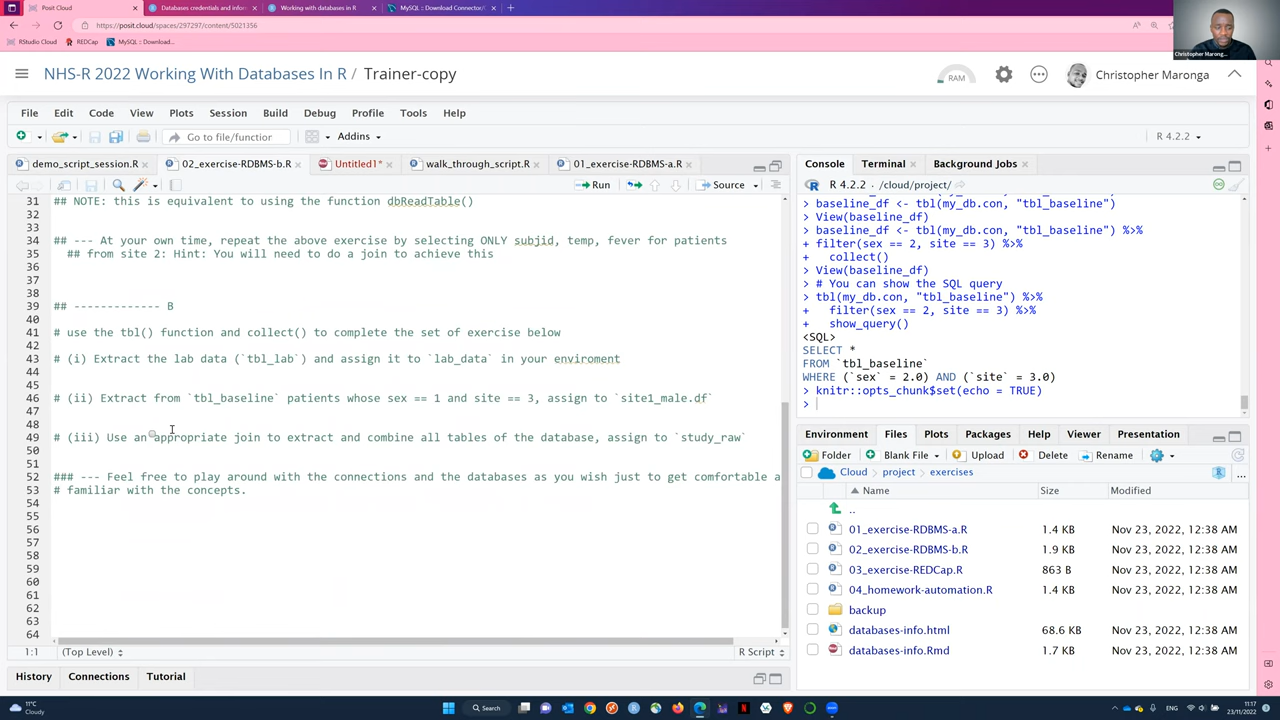 Posit Cloud
Databases credentials and infor
Working with databases in R
MySQL :: Download Connector/O
https://posit.cloud/spaces/297297/content/5021356
RStudio Cloud
REDCap
MySQL :: Download...
Christopher Marong...
NHS-R 2022 Working With Databases In R / Trainer-copy
RAM
Christopher Maronga
File Edit Code View Plots Session Build Debug Profile Tools Help
Go to file/functior
Addins
R 4.2.2
demo_script_session.R
02_exercise-RDBMS-b.R
Untitled1*
walk_through_script.R
01_exercise-RDBMS-a.R
Run
Source
31 ## NOTE: this is equivalent to using the function dbReadTable()
32
33
34 ## --- At your own time, repeat the above exercise by selecting ONLY subjid, temp, fever for patients
35 ## from site 2: Hint: You will need to do a join to achieve this
36
37
38
39 ## ------------- B
40
41 # use the tbl() function and collect() to complete the set of exercise below
42
43 # (i) Extract the lab data (`tbl_lab`) and assign it to `lab_data` in your enviroment
44
45
46 # (ii) Extract from `tbl_baseline` patients whose sex == 1 and site == 3, assign to `site1_male.df`
47
48
49 # (iii) Use an appropriate join to extract and combine all tables of the database, assign to `study_raw`
50
51
52 ### --- Feel free to play around with the connections and the databases as you wish just to get comfortable a
53 # familiar with the concepts.
54
55
56
57
58
59
60
61
62
63
64
1:1 (Top Level) R Script
History Connections Tutorial
Console Terminal Background Jobs
R 4.2.2 · /cloud/project/
> baseline_df <- tbl(my_db.con, "tbl_baseline")
> View(baseline_df)
> baseline_df <- tbl(my_db.con, "tbl_baseline") %>%
+ filter(sex == 2, site == 3) %>%
+   collect()
> View(baseline_df)
> # You can show the SQL query
> tbl(my_db.con, "tbl_baseline") %>%
+   filter(sex == 2, site == 3) %>%
+   show_query()
<SQL>
SELECT *
FROM `tbl_baseline`
WHERE (`sex` = 2.0) AND (`site` = 3.0)
> knitr::opts_chunk$set(echo = TRUE)
>
Environment Files Plots Packages Help Viewer Presentation
Folder Blank File Upload Delete Rename
Cloud project exercises
Name Size Modified
..
01_exercise-RDBMS-a.R 1.4 KB Nov 23, 2022, 12:38 AM
02_exercise-RDBMS-b.R 1.9 KB Nov 23, 2022, 12:38 AM
03_exercise-REDCap.R 863 B Nov 23, 2022, 12:38 AM
04_homework-automation.R 1.4 KB Nov 23, 2022, 12:38 AM
backup
databases-info.html 68.6 KB Nov 23, 2022, 12:38 AM
databases-info.Rmd 1.7 KB Nov 23, 2022, 12:38 AM
11°C
Cloudy
Search
ENG
11:17
23/11/2022